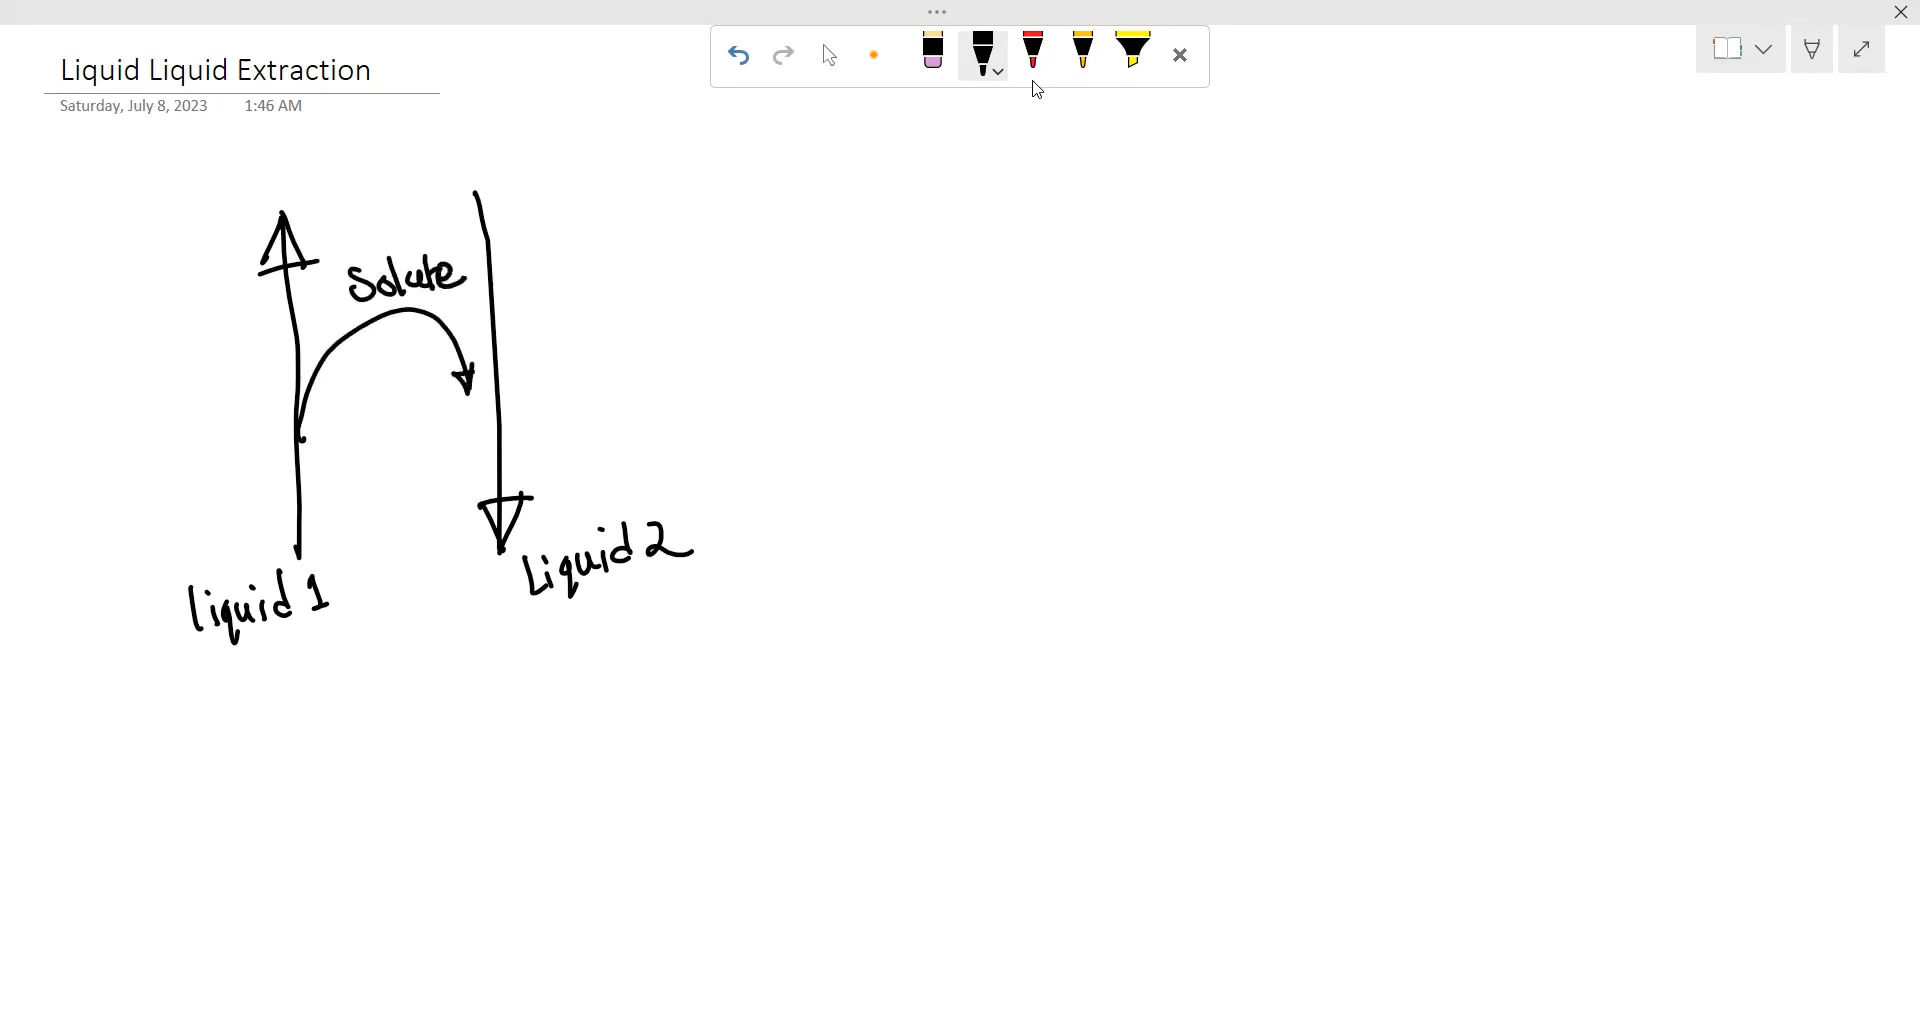 Liquid Liquid Extraction
Saturday, July 8, 2023 1:46 AM
Solute
Liquid 2
liquid 1